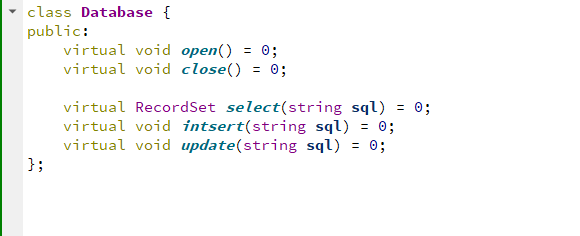 class Database {
public:
    virtual void open() = 0;
    virtual void close() = 0;

    virtual RecordSet select(string sql) = 0;
    virtual void intsert(string sql) = 0;
    virtual void update(string sql) = 0;
};